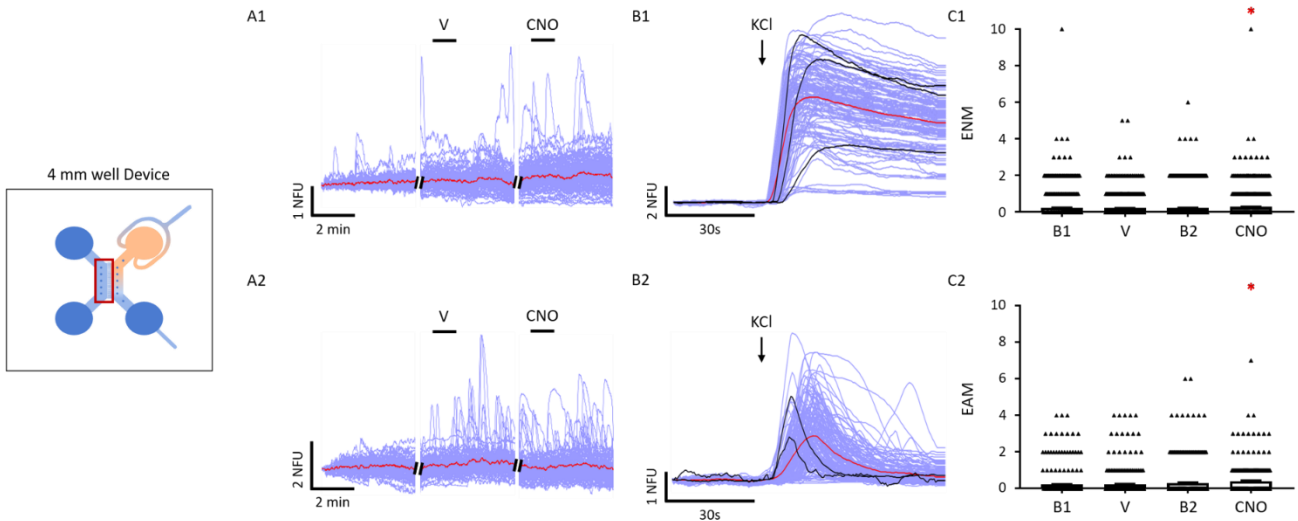 4 mm well Device
A1
V
CNO
1 NFU
2 min
B1
KCl
2 NFU
30s
C1
*
ENM
10
8
6
4
2
0
B1
V
B2
CNO
A2
V
CNO
2 NFU
2 min
B2
KCl
1 NFU
30s
C2
*
EAM
10
8
6
4
2
0
B1
V
B2
CNO